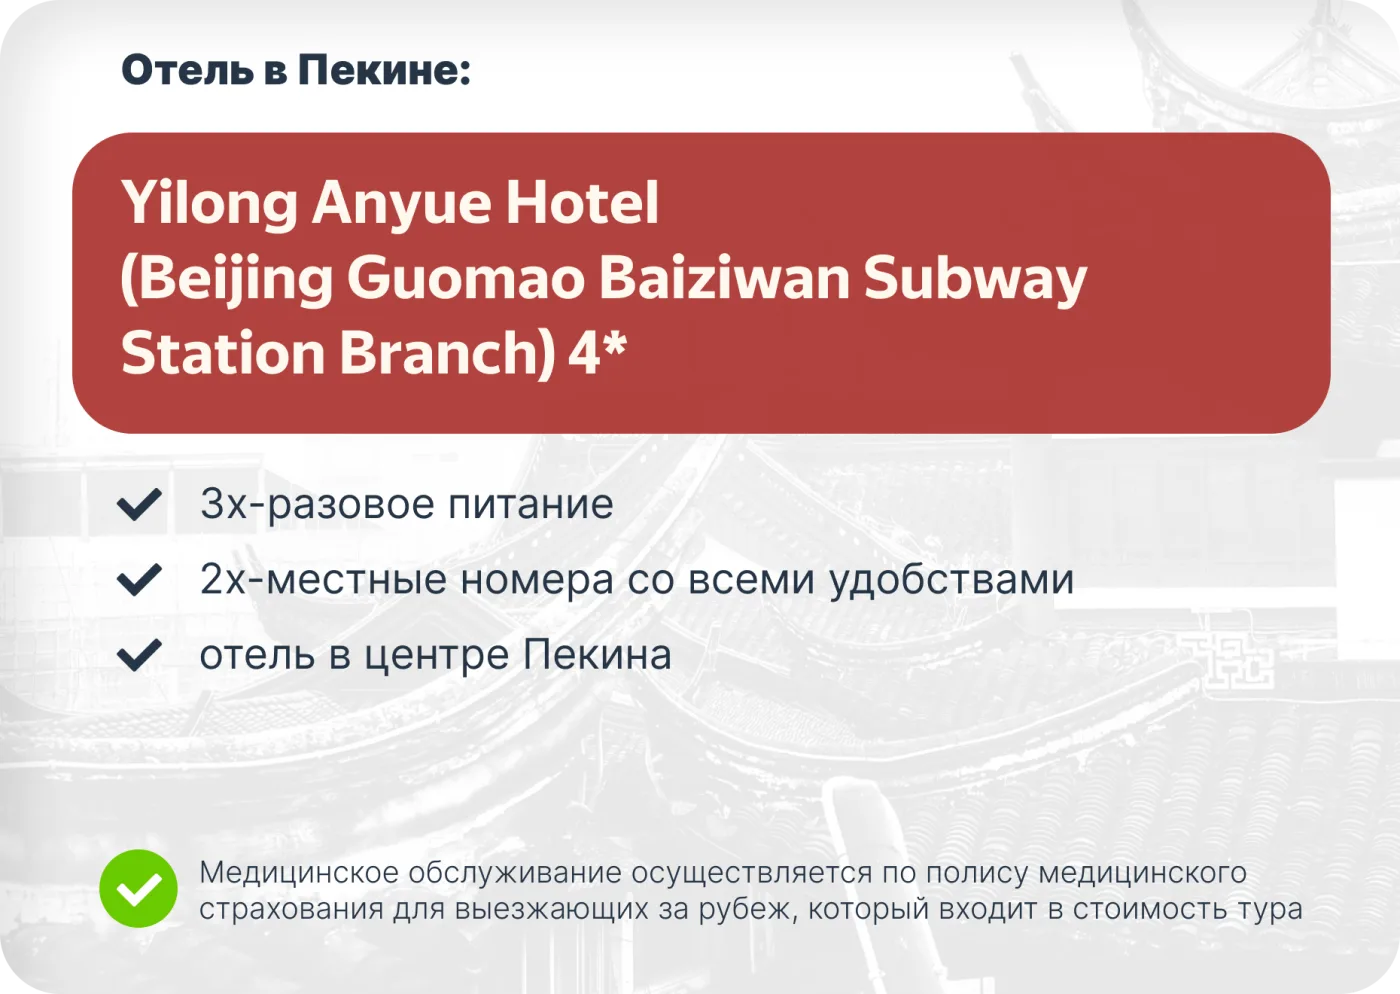 Отель в Пекине:
Yilong Anyue Hotel
(Beijing Guomao Baiziwan Subway
Station Branch) 4*
3х-разовое питание
2х-местные номера со всеми удобствами
отель в центре Пекина
Медицинское обслуживание осуществляется по полису медицинского
страхования для выезжающих за рубеж, который входит в стоимость тура